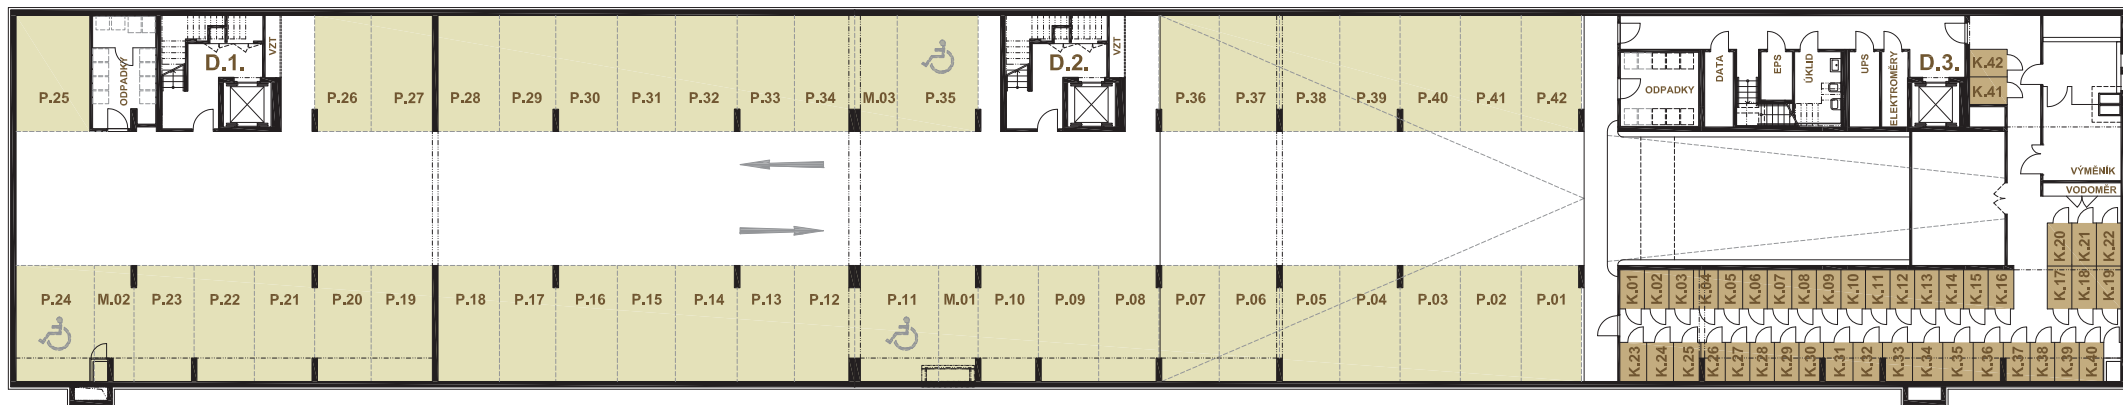 P.25
ODPADKY
D.1.
VZT
P.26
P.27
P.28
P.29
P.30
P.31
P.32
P.33
P.34
M.03
P.35
D.2.
VZT
P.36
P.37
P.38
P.39
P.40
P.41
P.42
ODPADKY
DATA
EPS
ÚKLID
UPS
ELEKTROMĚRY
D.3.
K.42
K.41
VÝMĚNÍK
VODOMĚR
K.20
K.21
K.22
K.17
K.18
K.19
P.24
M.02
P.23
P.22
P.21
P.20
P.19
P.18
P.17
P.16
P.15
P.14
P.13
P.12
P.11
M.01
P.10
P.09
P.08
P.07
P.06
P.05
P.04
P.03
P.02
P.01
K.01
K.02
K.03
K.04
K.05
K.06
K.07
K.08
K.09
K.10
K.11
K.12
K.13
K.14
K.15
K.16
K.23
K.24
K.25
K.26
K.27
K.28
K.29
K.30
K.31
K.32
K.33
K.34
K.35
K.36
K.37
K.38
K.39
K.40